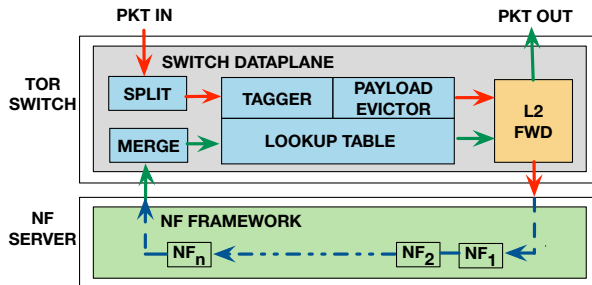 PKT IN
PKT OUT
TOR
SWITCH
SWITCH DATAPLANE
SPLIT
TAGGER
PAYLOAD
EVICTOR
L2
FWD
MERGE
LOOKUP TABLE
NF
SERVER
NF FRAMEWORK
NFn
NF2
NF1